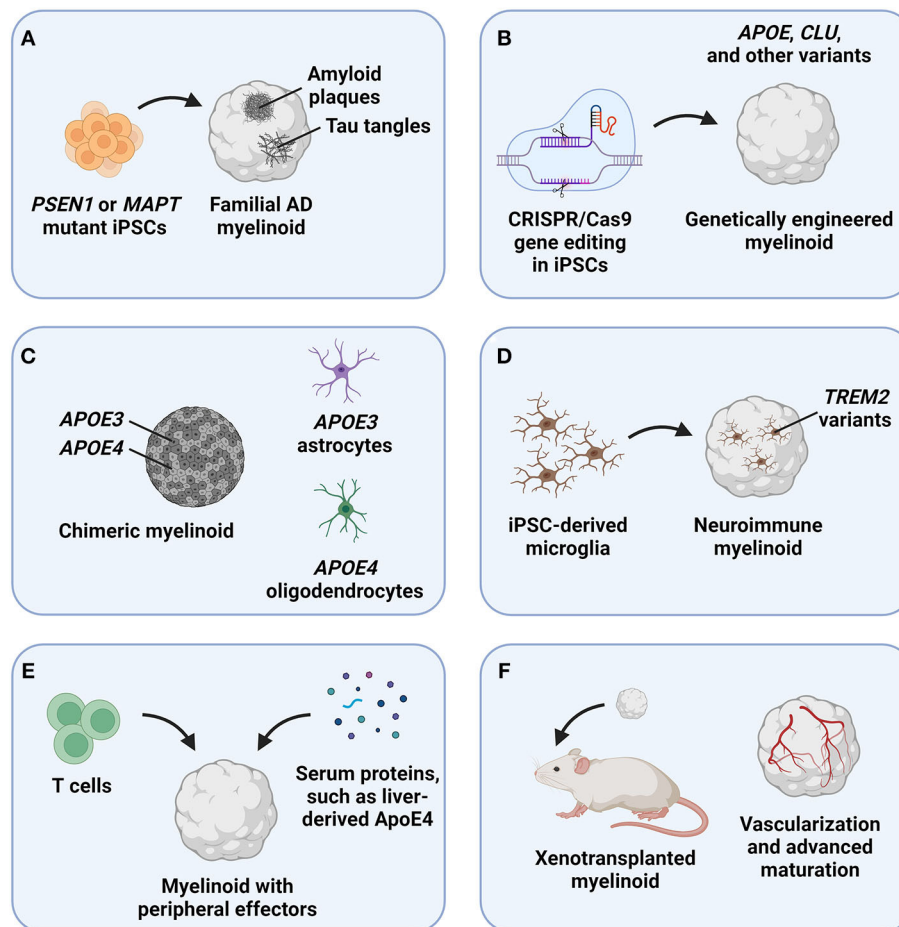 A
Amyloid
plaques
Tau tangles
PSEN1 or MAPT
mutant iPSCs
Familial AD
myelinoid
B
APOE, CLU,
and other variants
CRISPR/Cas9
gene editing
in iPSCs
Genetically engineered
myelinoid
C
APOE3
APOE4
Chimeric myelinoid
APOE3
astrocytes
APOE4
oligodendrocytes
D
TREM2
variants
iPSC-derived
microglia
Neuroimmune
myelinoid
E
T cells
Serum proteins,
such as liver-
derived ApoE4
Myelinoid with
peripheral effectors
F
Xenotransplanted
myelinoid
Vascularization
and advanced
maturation